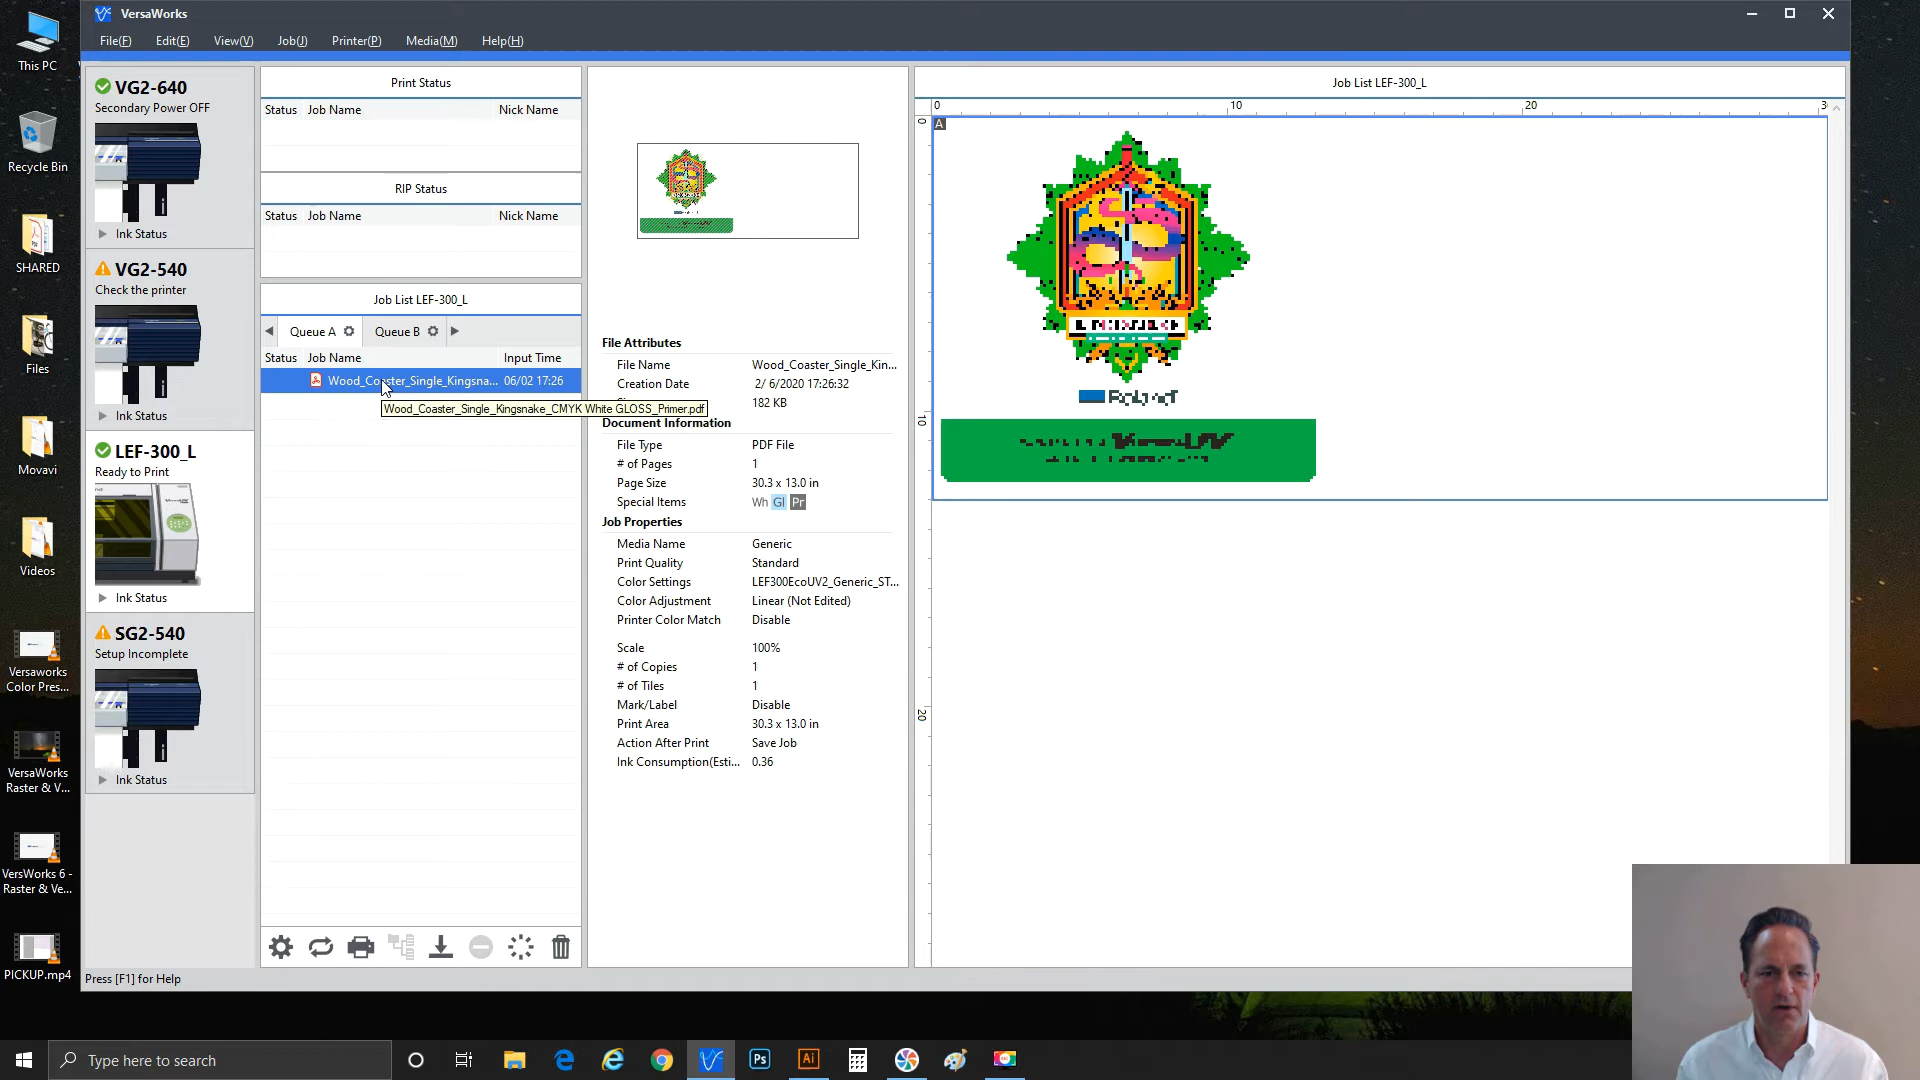 VersaWorks
File(F) Edit(E) View(V) Job(J) Printer(P) Media(M) Help(H)
This PC
Recycle Bin
SHARED
Files
Movavi
Videos
Versaworks
Color Pres...
VersaWorks
Raster & V...
VersWorks 6 -
Raster & Ve...
PICKUP.mp4
VG2-640
Secondary Power OFF
Ink Status
VG2-540
Check the printer
Ink Status
LEF-300_L
Ready to Print
Ink Status
SG2-540
Setup Incomplete
Ink Status
Print Status
Status Job Name Nick Name
RIP Status
Status Job Name Nick Name
Job List LEF-300_L
Queue A Queue B
Status Job Name Input Time
Wood_Coaster_Single_Kingsna... 06/02 17:26
Wood_Coaster_Single_Kingsnake_CMYK White GLOSS_Primer.pdf
File Attributes
File Name Wood_Coaster_Single_Kin...
Creation Date 2/ 6/2020 17:26:32
182 KB
Document Information
File Type PDF File
# of Pages 1
Page Size 30.3 x 13.0 in
Special Items Wh Gl Pr
Job Properties
Media Name Generic
Print Quality Standard
Color Settings LEF300EcoUV2_Generic_ST...
Color Adjustment Linear (Not Edited)
Printer Color Match Disable
Scale 100%
# of Copies 1
# of Tiles 1
Mark/Label Disable
Print Area 30.3 x 13.0 in
Action After Print Save Job
Ink Consumption(Esti... 0.36
Job List LEF-300_L
0 10 20 3
0
A
Roland
VersaUV
10
20
Press [F1] for Help
Type here to search
Ps
Ai